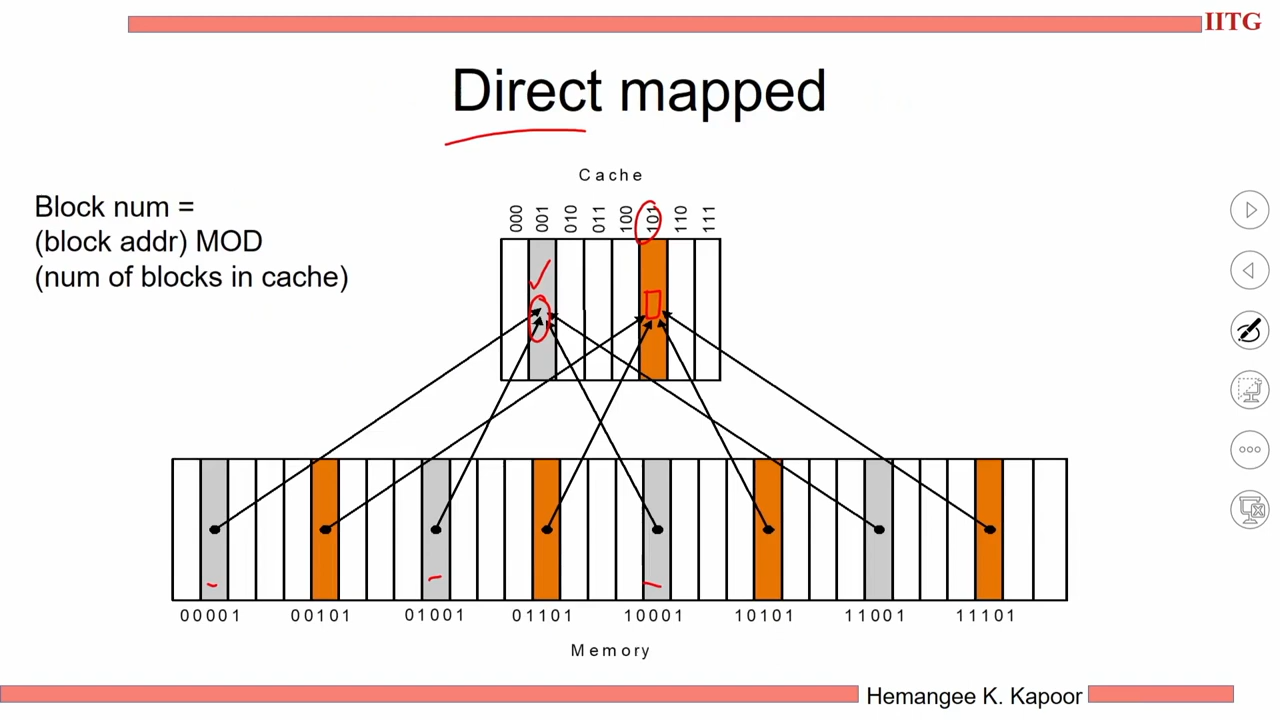 IITG
Direct mapped
Cache
Block num =
(block addr) MOD
(num of blocks in cache)
000 001 010 011 100 101 110 111
00001 00101 01001 01101 10001 10101 11001 11101
Memory
Hemangee K. Kapoor